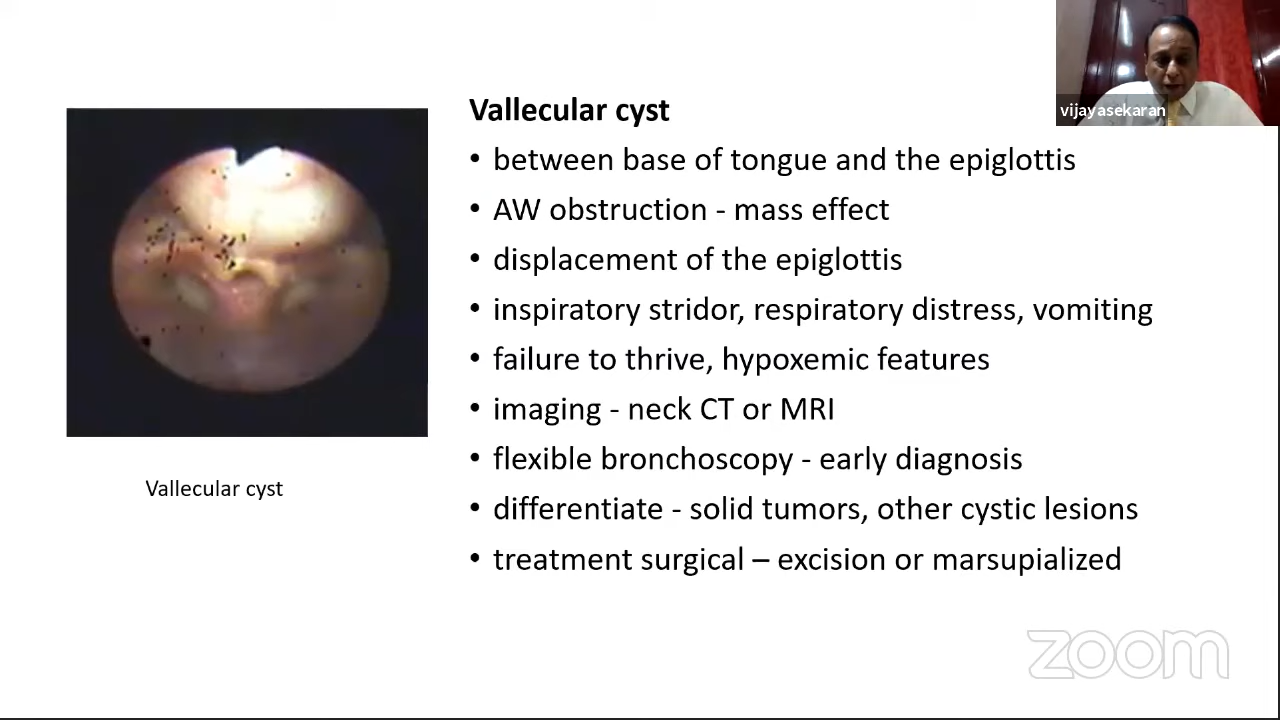 vijayasekaran
Vallecular cyst
• between base of tongue and the epiglottis
• AW obstruction - mass effect
• displacement of the epiglottis
• inspiratory stridor, respiratory distress, vomiting
• failure to thrive, hypoxemic features
• imaging - neck CT or MRI
• flexible bronchoscopy - early diagnosis
• differentiate - solid tumors, other cystic lesions
• treatment surgical – excision or marsupialized
Vallecular cyst
zoom